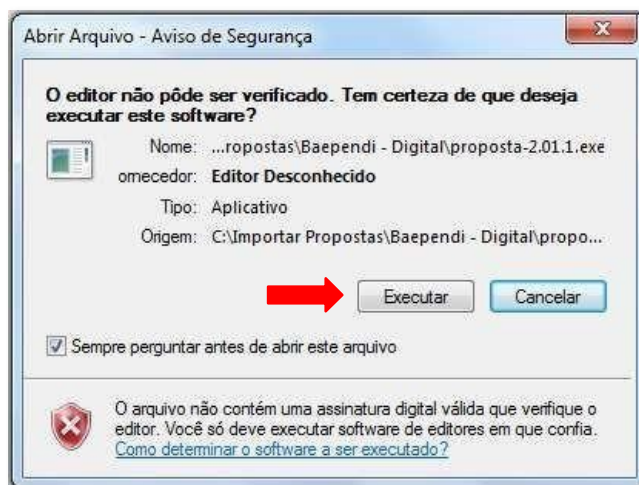 Abrir Arquivo - Aviso de Segurança
O editor não pôde ser verificado. Tem certeza de que deseja
executar este software?
Nome: ...ropostas\Baependi - Digital\proposta-2.01.1.exe
omecedor: Editor Desconhecido
Tipo: Aplicativo
Origem: C:\Importar Propostas\Baependi - Digital\propo...
Executar Cancelar
Sempre perguntar antes de abrir este arquivo
O arquivo não contém uma assinatura digital válida que verifique o
editor. Você só deve executar software de editores em que confia.
Como determinar o software a ser executado?